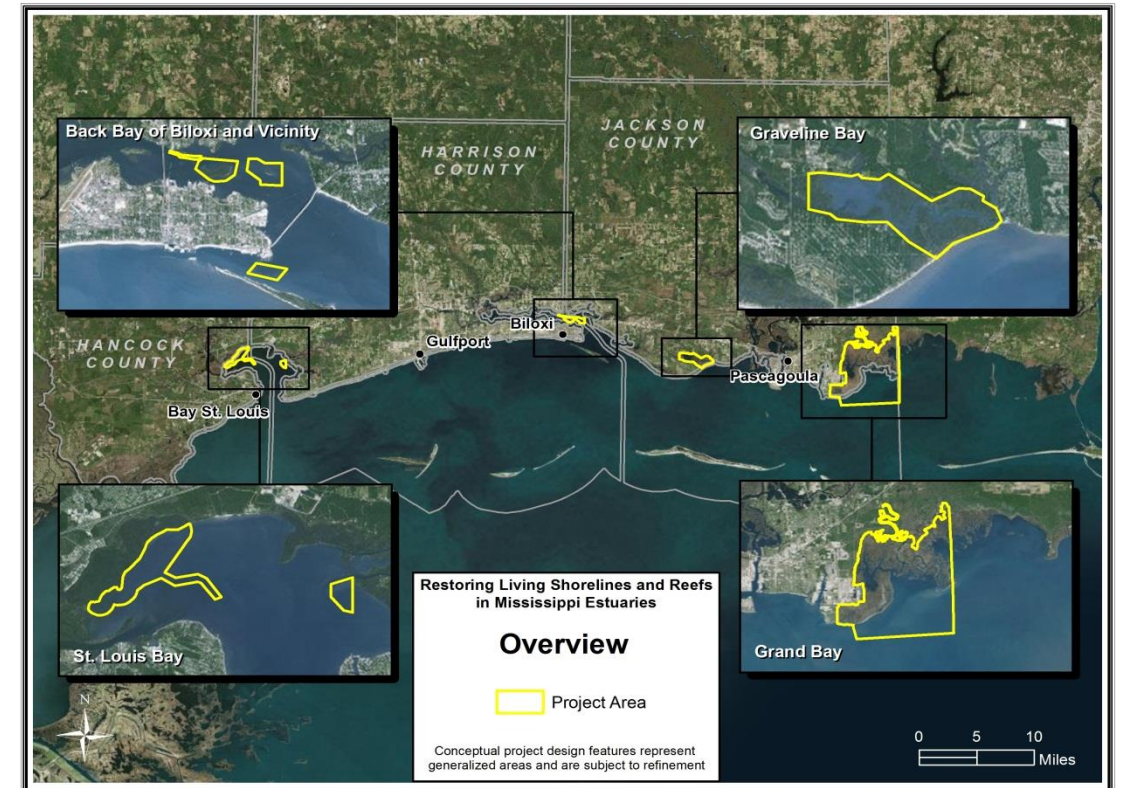 Back Bay of Biloxi and Vicinity
HARRISON
COUNTY
JACKSON
COUNTY
Graveline Bay
HANCOCK
COUNTY
Biloxi
Gulfport
Pascagoula
Bay St. Louis
St. Louis Bay
Grand Bay
Restoring Living Shorelines and Reefs
in Mississippi Estuaries
Overview
Project Area
Conceptual project design features represent
generalized areas and are subject to refinement
N
0 5 10
Miles